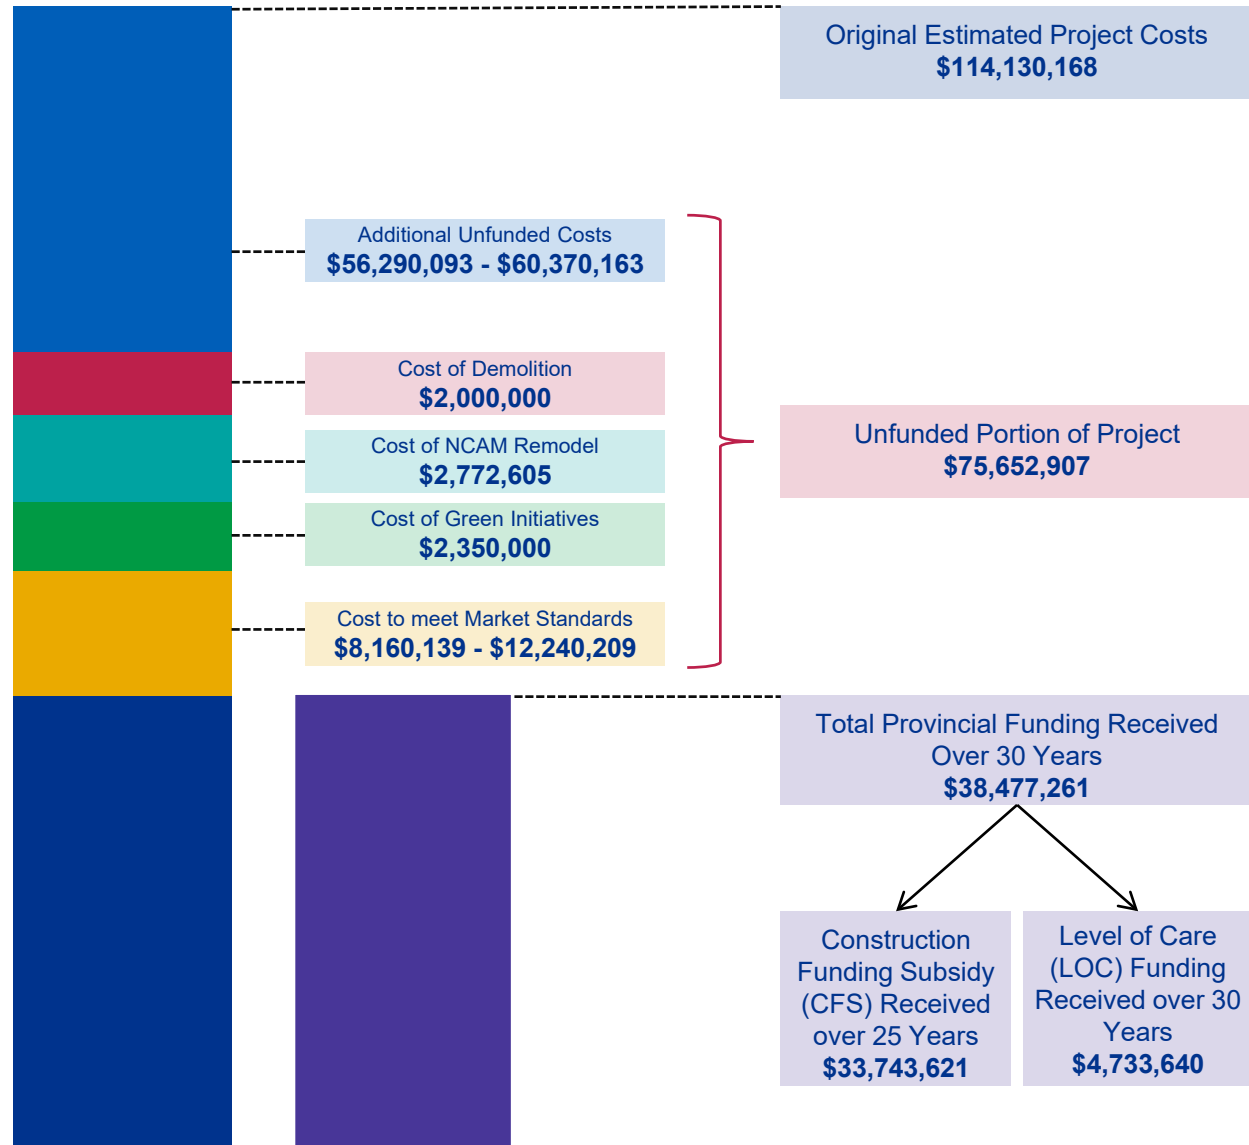 Original Estimated Project Costs
$114,130,168
Additional Unfunded Costs
$56,290,093 - $60,370,163
Cost of Demolition
$2,000,000
Cost of NCAM Remodel
$2,772,605
Cost of Green Initiatives
$2,350,000
Cost to meet Market Standards
$8,160,139 - $12,240,209
Unfunded Portion of Project
$75,652,907
Total Provincial Funding Received
Over 30 Years
$38,477,261
Construction
Funding Subsidy
(CFS) Received
over 25 Years
$33,743,621
Level of Care
(LOC) Funding
Received over 30
Years
$4,733,640